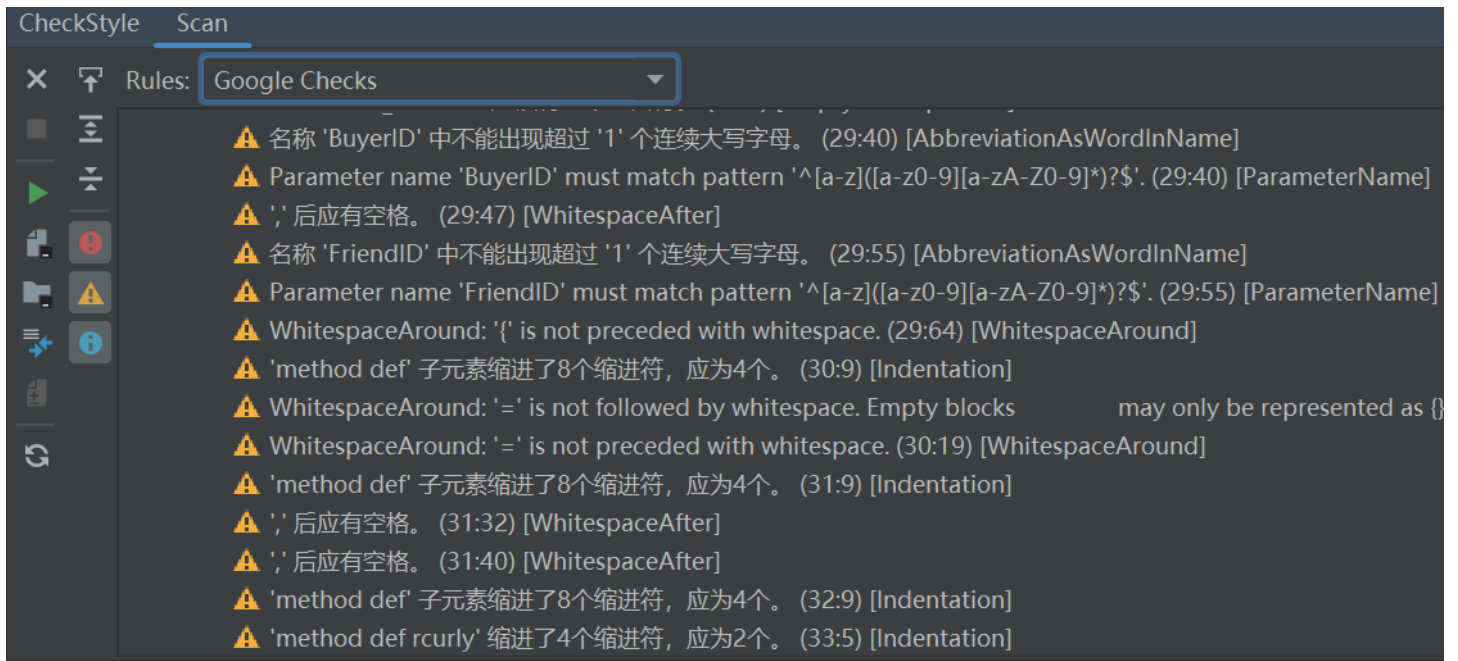 CheckStyle Scan
Rules: Google Checks
名称 'BuyerID' 中不能出现超过 '1' 个连续大写字母。 (29:40) [AbbreviationAsWordInName]
Parameter name 'BuyerID' must match pattern '^[a-z]([a-z0-9][a-zA-Z0-9]*)?$'. (29:40) [ParameterName]
',' 后应有空格。 (29:47) [WhitespaceAfter]
名称 'FriendID' 中不能出现超过 '1' 个连续大写字母。 (29:55) [AbbreviationAsWordInName]
Parameter name 'FriendID' must match pattern '^[a-z]([a-z0-9][a-zA-Z0-9]*)?$'. (29:55) [ParameterName]
WhitespaceAround: '{' is not preceded with whitespace. (29:64) [WhitespaceAround]
'method def' 子元素缩进了8个缩进符，应为4个。 (30:9) [Indentation]
WhitespaceAround: '=' is not followed by whitespace. Empty blocks may only be represented as {}
WhitespaceAround: '=' is not preceded with whitespace. (30:19) [WhitespaceAround]
'method def' 子元素缩进了8个缩进符，应为4个。 (31:9) [Indentation]
',' 后应有空格。 (31:32) [WhitespaceAfter]
',' 后应有空格。 (31:40) [WhitespaceAfter]
'method def' 子元素缩进了8个缩进符，应为4个。 (32:9) [Indentation]
'method def rcurly' 缩进了4个缩进符，应为2个。 (33:5) [Indentation]